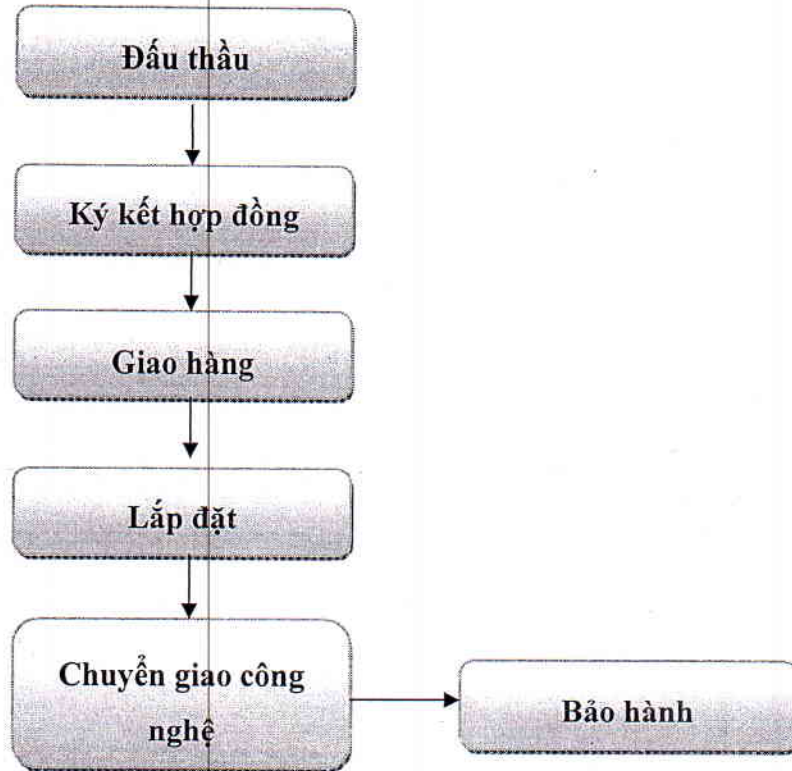 Đấu thầu
Ký kết hợp đồng
Giao hàng
Lắp đặt
Chuyển giao công
nghệ
Bảo hành